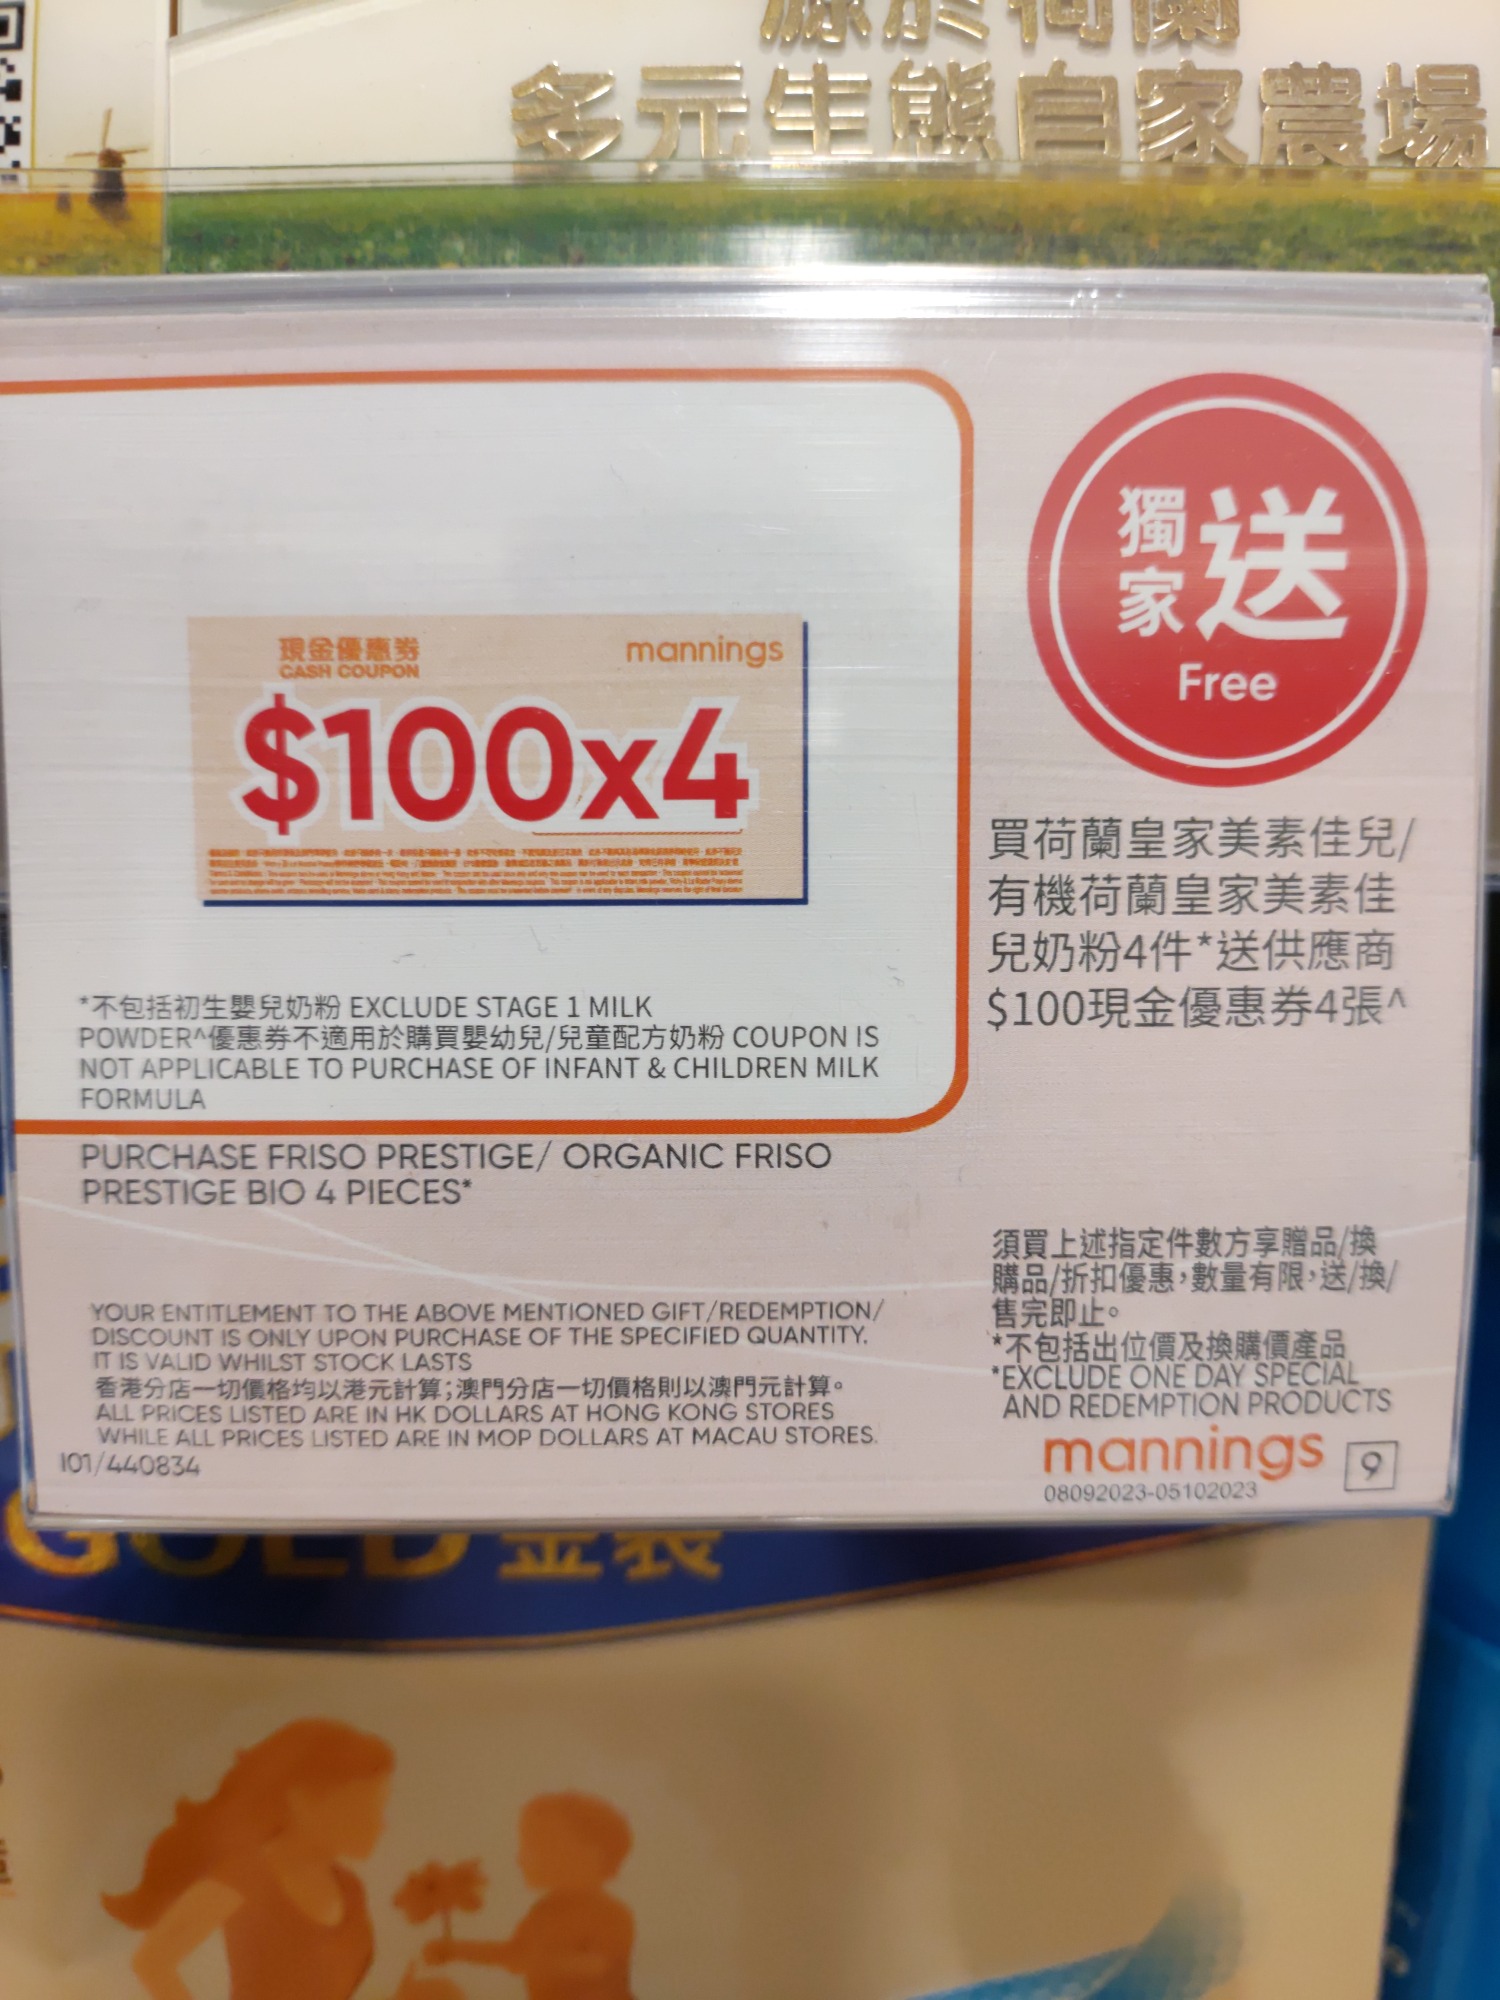 源於荷蘭
多元生態自家農場
現金優惠券
CASH COUPON
mannings
$100x4
獨家
送
Free
買荷蘭皇家美素佳兒/
有機荷蘭皇家美素佳
兒奶粉4件*送供應商
$100現金優惠券4張^
*不包括初生嬰兒奶粉 EXCLUDE STAGE 1 MILK
POWDER^優惠券不適用於購買嬰幼兒/兒童配方奶粉 COUPON IS
NOT APPLICABLE TO PURCHASE OF INFANT & CHILDREN MILK
FORMULA
PURCHASE FRISO PRESTIGE/ ORGANIC FRISO
PRESTIGE BIO 4 PIECES*
須買上述指定件數方享贈品/換
購品/折扣優惠，數量有限，送/換/
售完即止。
*不包括出位價及換購價產品
*EXCLUDE ONE DAY SPECIAL
AND REDEMPTION PRODUCTS
YOUR ENTITLEMENT TO THE ABOVE MENTIONED GIFT/REDEMPTION/
DISCOUNT IS ONLY UPON PURCHASE OF THE SPECIFIED QUANTITY.
IT IS VALID WHILST STOCK LASTS
香港分店一切價格均以港元計算；澳門分店一切價格則以澳門元計算。
ALL PRICES LISTED ARE IN HK DOLLARS AT HONG KONG STORES
WHILE ALL PRICES LISTED ARE IN MOP DOLLARS AT MACAU STORES.
I01/440834
mannings
9
08092023-05102023
GOLD 金裝